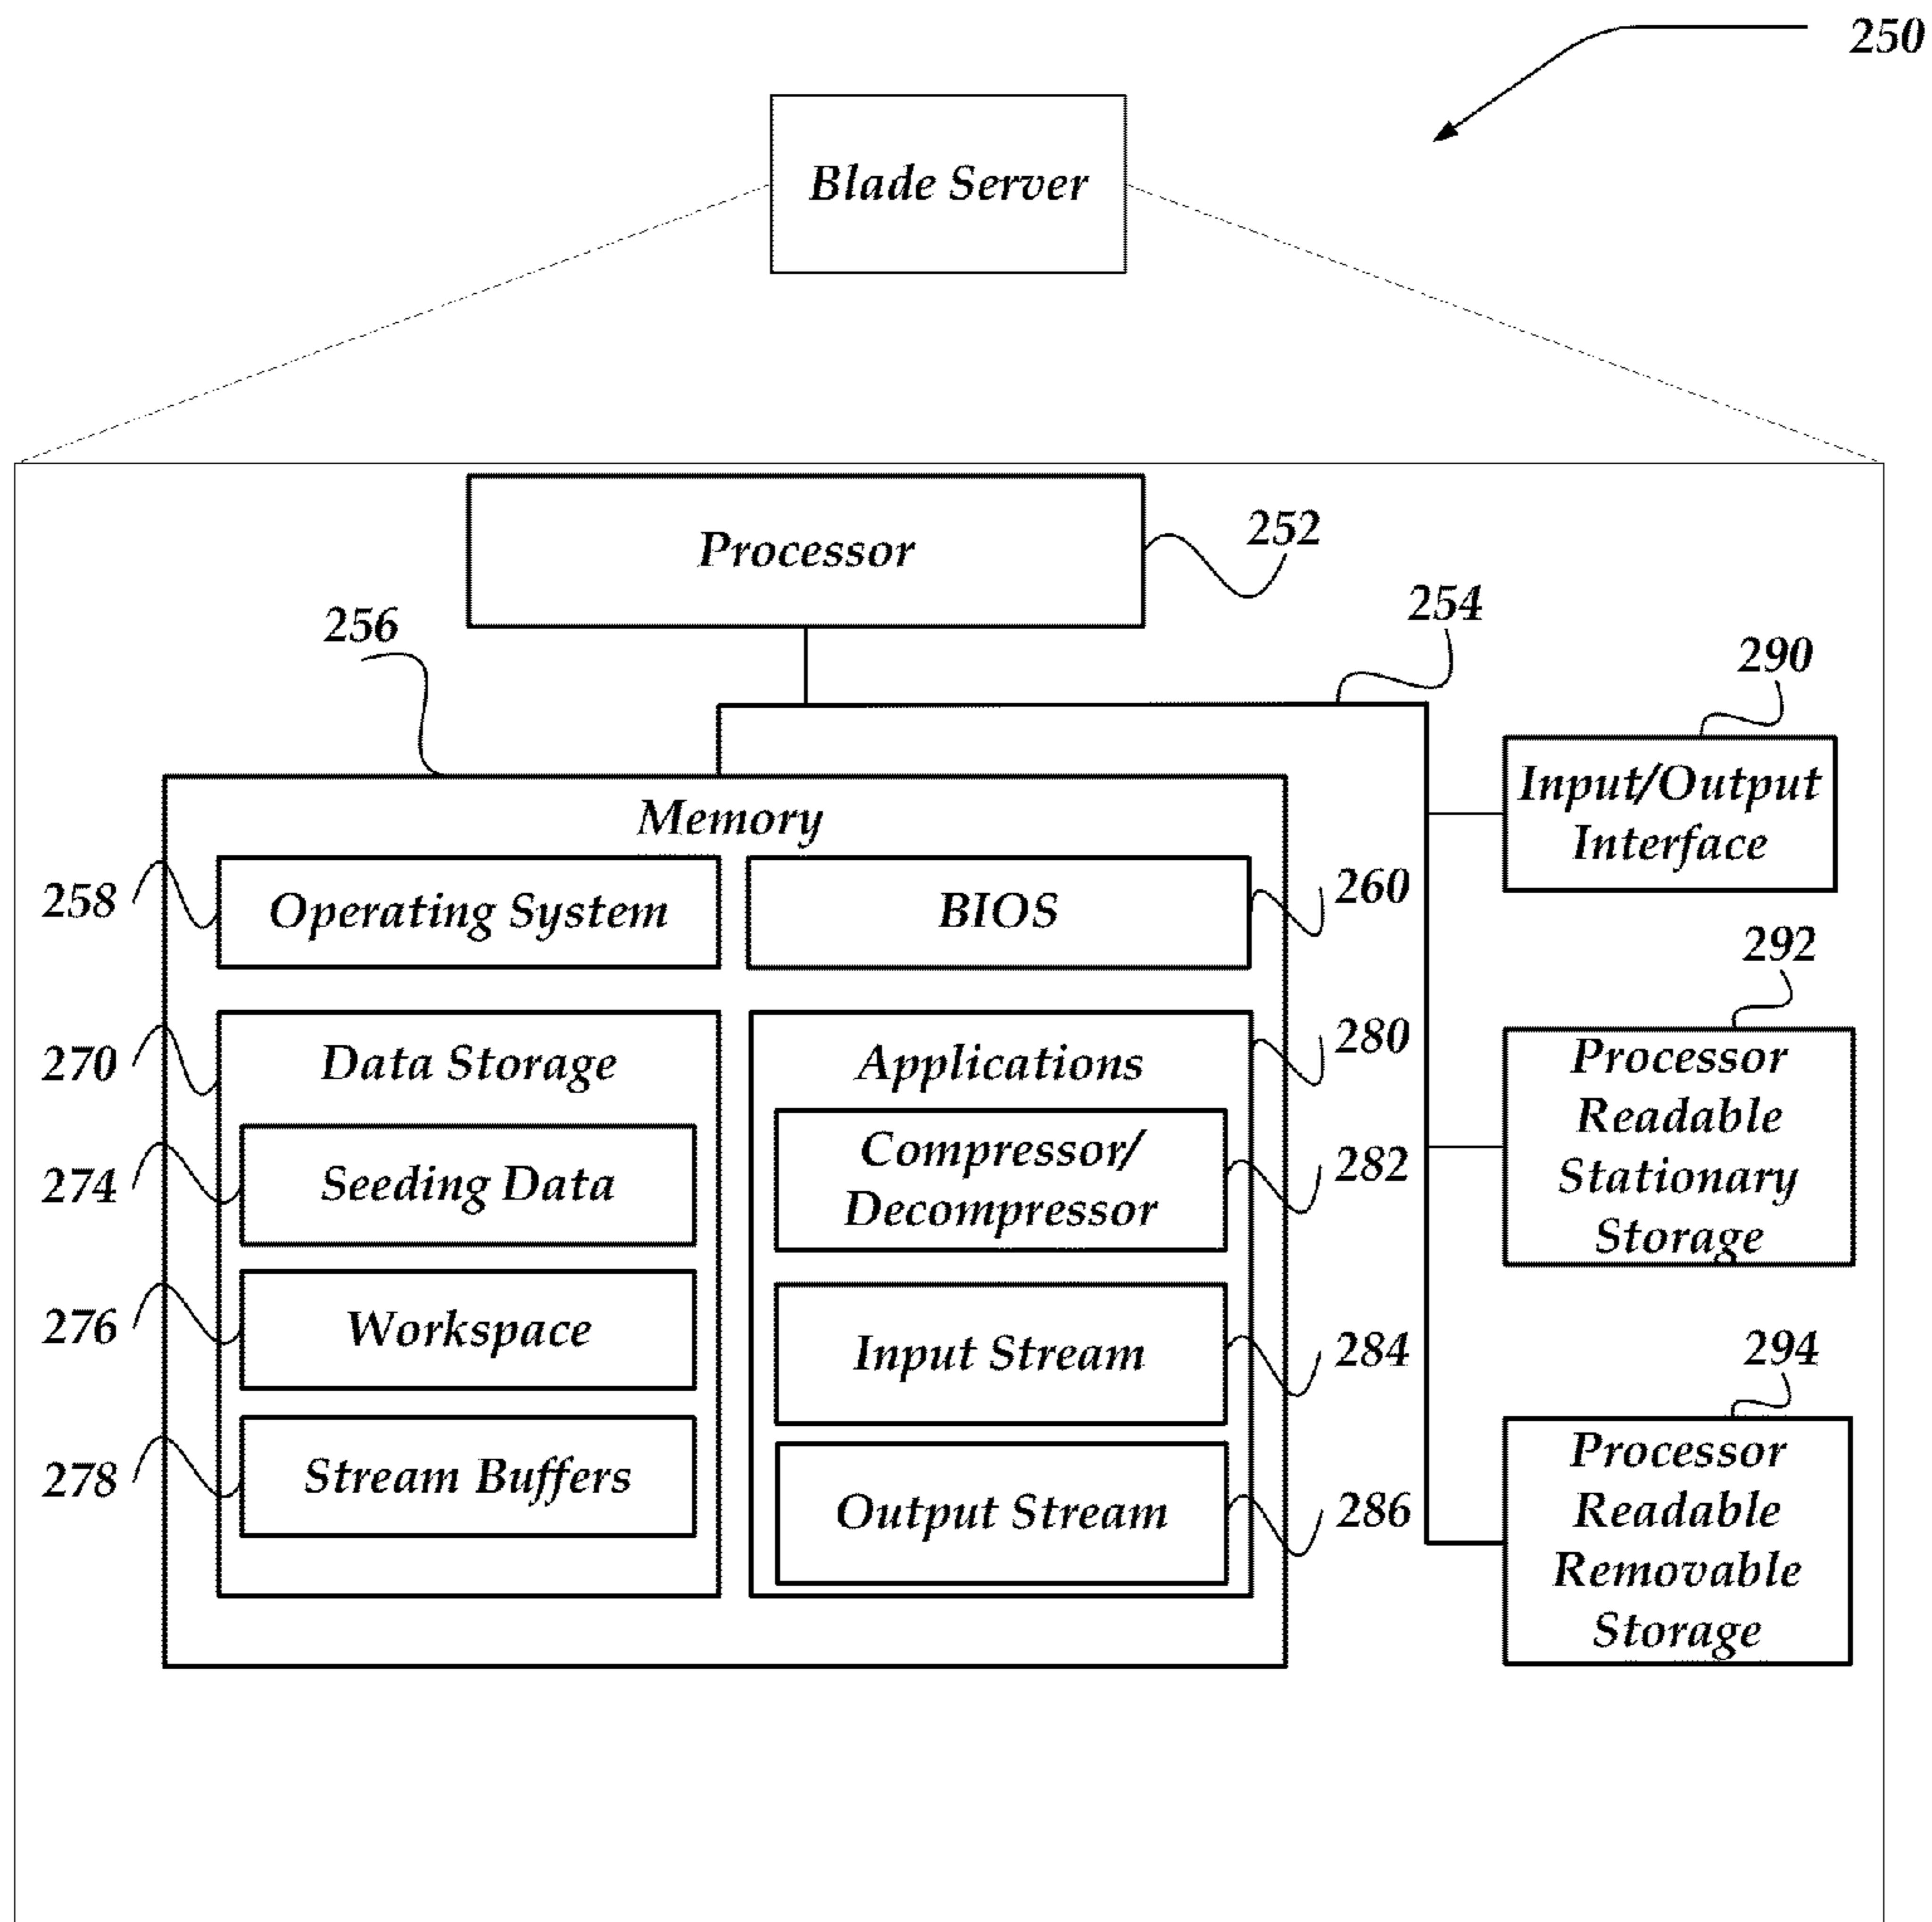 250
Blade Server
Processor
252
254
256
290
Input/Output
Interface
Memory
258
Operating System
BIOS
260
292
Processor
Readable
Stationary
Storage
270
Data Storage
Applications
280
274
Seeding Data
Compressor/
Decompressor
282
276
Workspace
Input Stream
284
278
Stream Buffers
Output Stream
286
294
Processor
Readable
Removable
Storage